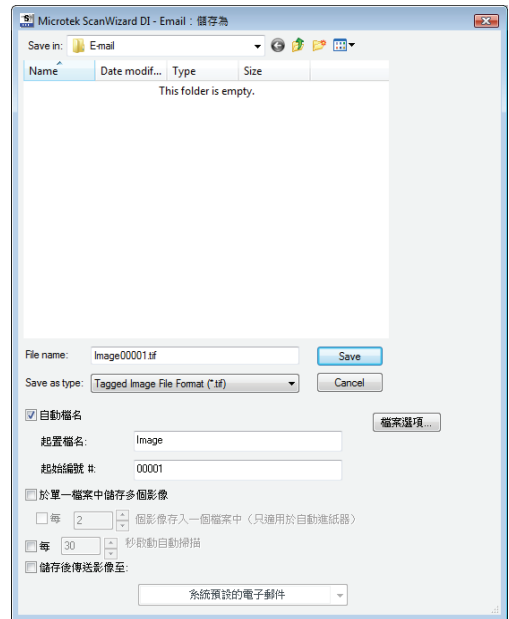 Microtek ScanWizard DI - Email：儲存為
Save in: E-mail
Name Date modif... Type Size
This folder is empty.
File name: Image00001.tif Save
Save as type: Tagged Image File Format (*.tif) Cancel
自動檔名 檔案選項...
起置檔名: Image
起始編號 #: 00001
於單一檔案中儲存多個影像
每 2 個影像存入一個檔案中（只適用於自動進紙器）
每 30 秒啟動自動掃描
儲存後傳送影像至:
系統預設的電子郵件